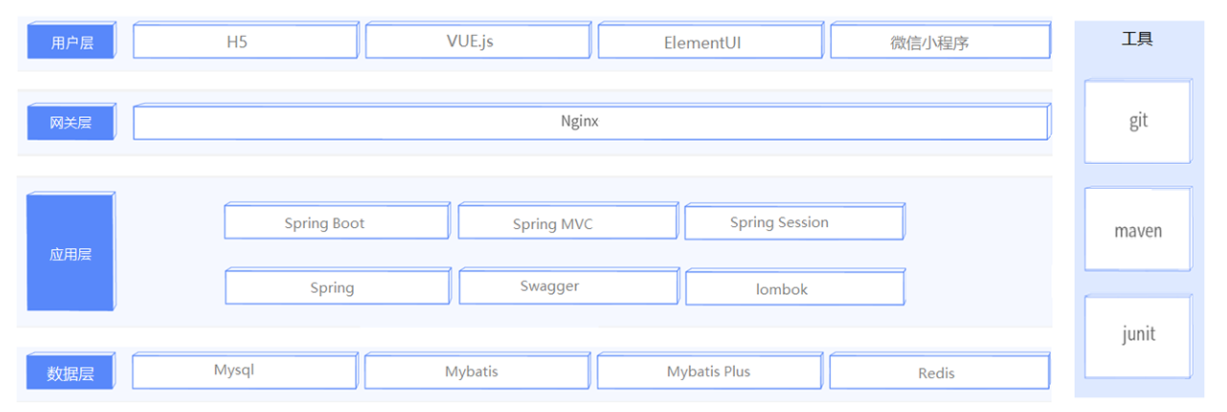 用户层
H5
VUE.js
ElementUI
微信小程序
网关层
Nginx
应用层
Spring Boot
Spring MVC
Spring Session
Spring
Swagger
lombok
数据层
Mysql
Mybatis
Mybatis Plus
Redis
工具
git
maven
junit